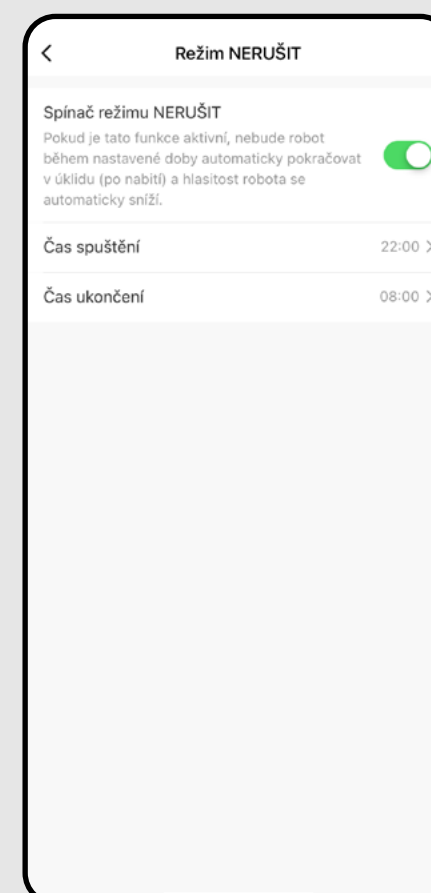 Režim NERUŠIT
Spínač režimu NERUŠIT
Pokud je tato funkce aktivní, nebude robot
během nastavené doby automaticky pokračovat
v úklidu (po nabití) a hlasitost robota se
automaticky sníží.
Čas spuštění 22:00
Čas ukončení 08:00